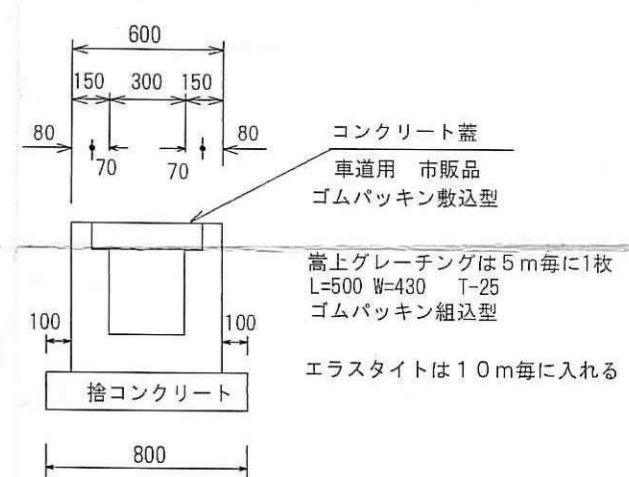 600
150 300 150
80 80
70 70
コンクリート蓋
車道用 市販品
ゴムパッキン敷込型
嵩上グレーチングは5m毎に1枚
L=500 W=430 T-25
ゴムパッキン組込型
100 100
エラスタイトは10m毎に入れる
捨コンクリート
800